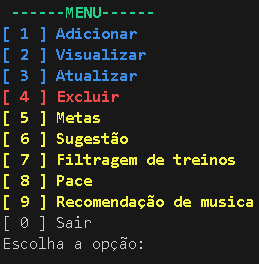 ------MENU------
[ 1 ] Adicionar
[ 2 ] Visualizar
[ 3 ] Atualizar
[ 4 ] Excluir
[ 5 ] Metas
[ 6 ] Sugestão
[ 7 ] Filtragem de treinos
[ 8 ] Pace
[ 9 ] Recomendação de musica
[ 0 ] Sair
Escolha a opção: